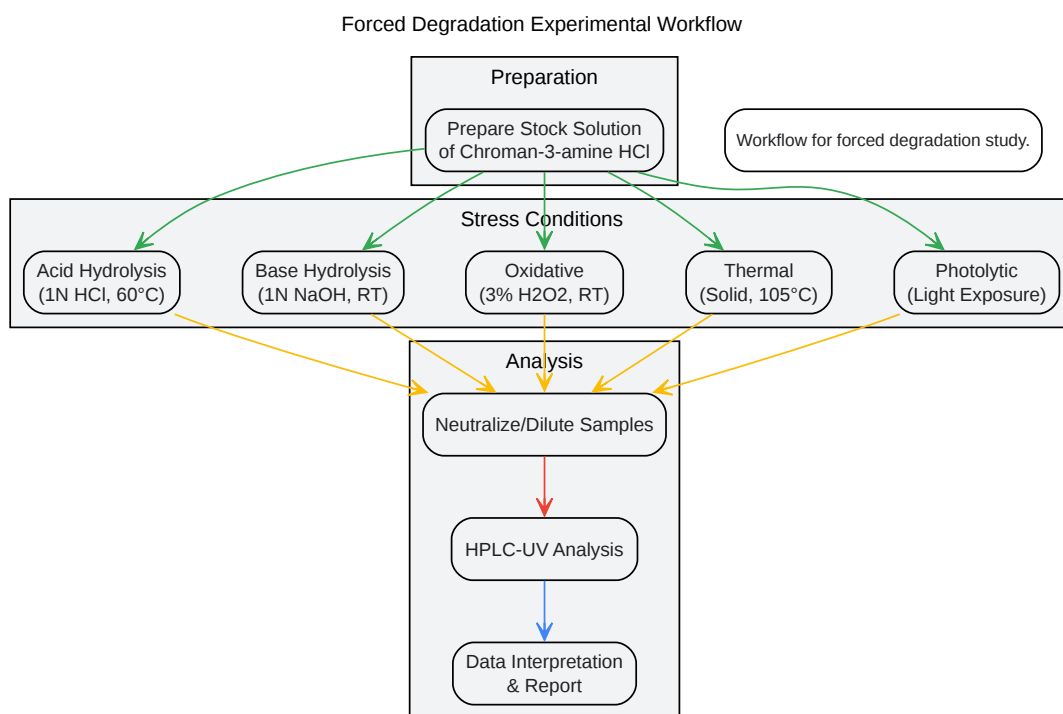 Forced Degradation Experimental Workflow
Preparation
Prepare Stock Solution
of Chroman-3-amine HCl
Workflow for forced degradation study.
Stress Conditions
Acid Hydrolysis
(1N HCl, 60°C)
Base Hydrolysis
(1N NaOH, RT)
Oxidative
(3% H2O2, RT)
Thermal
(Solid, 105°C)
Photolytic
(Light Exposure)
Analysis
Neutralize/Dilute Samples
HPLC-UV Analysis
Data Interpretation
& Report